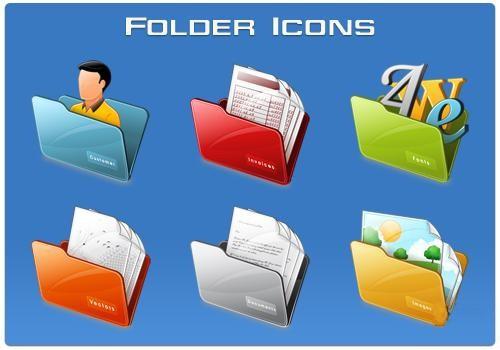 Folder Icons
Customer
Invoices
Fonts
Vectors
Documents
Images